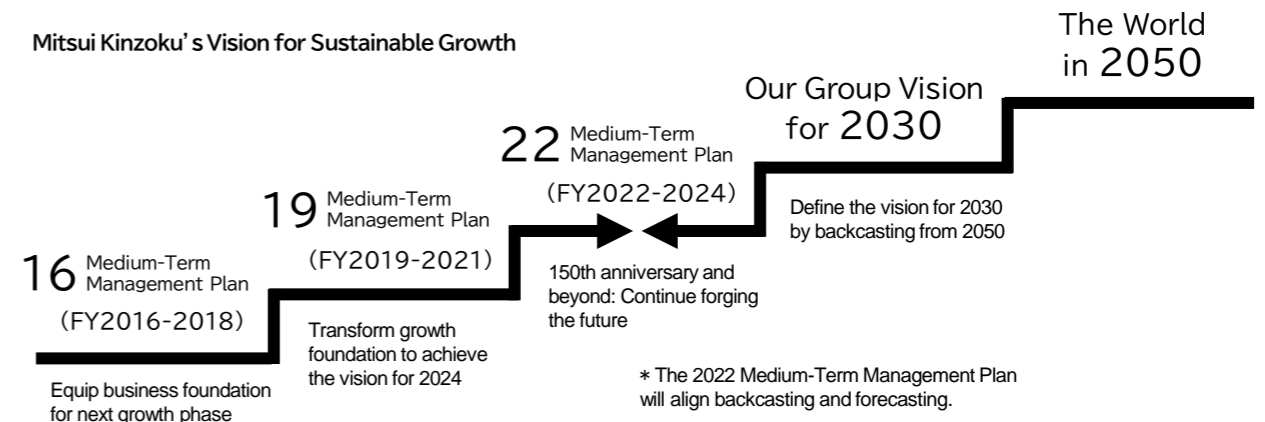 Mitsui Kinzoku’s Vision for Sustainable Growth
The World
in 2050
Our Group Vision
for 2030
22 Medium-Term
Management Plan
(FY2022-2024)
19 Medium-Term
Management Plan
(FY2019-2021)
16 Medium-Term
Management Plan
(FY2016-2018)
Define the vision for 2030
by backcasting from 2050
150th anniversary and
beyond: Continue forging
the future
Transform growth
foundation to achieve
the vision for 2024
Equip business foundation
for next growth phase
* The 2022 Medium-Term Management Plan
will align backcasting and forecasting.